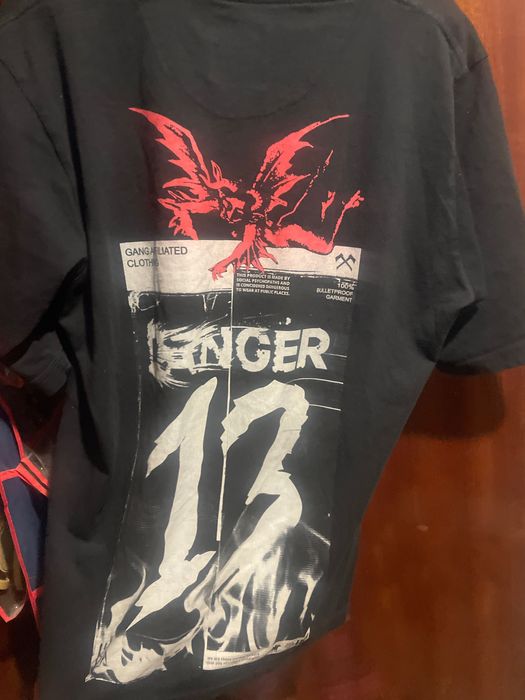 GANG AFFILIATED
CLOTHING
THIS PRODUCT IS MADE BY
SOCIAL PSYCHOPATHS AND
IS CONSIDERED DANGEROUS
TO WEAR AT PUBLIC PLACES.
100%
BULLETPROOF
GARMENT
DANGER
13